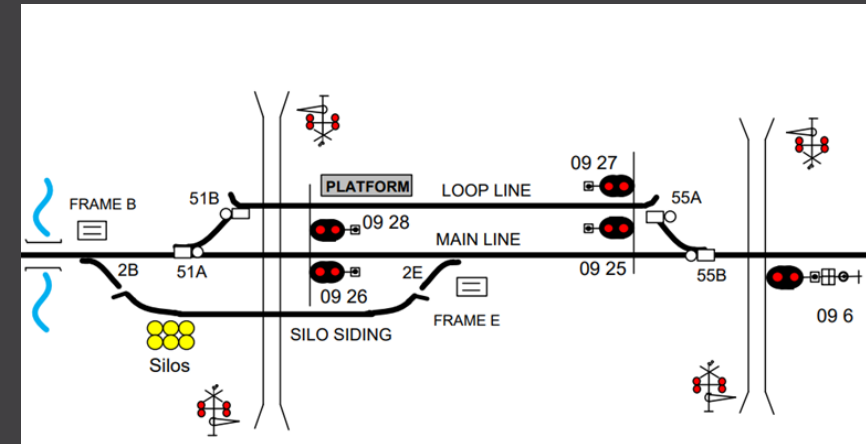 09 27
PLATFORM
LOOP LINE
51B
55A
FRAME B
09 28
MAIN LINE
2B
51A
2E
09 25
55B
09 26
09 6
FRAME E
SILO SIDING
Silos